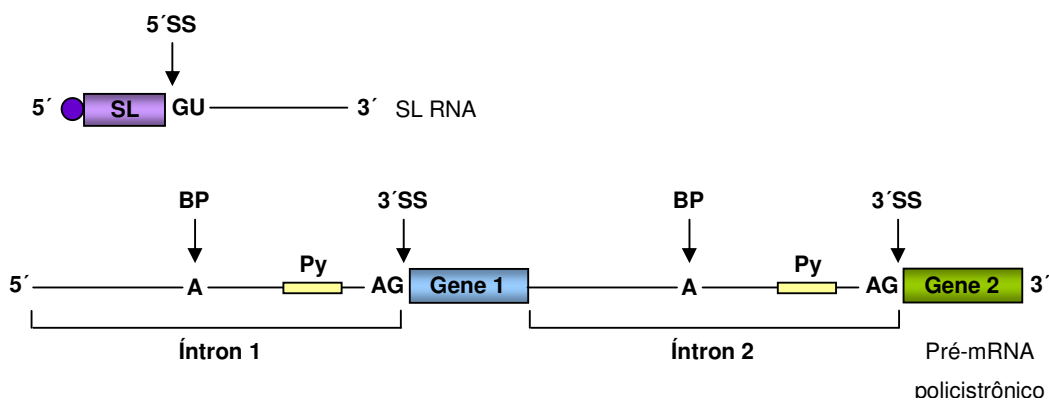 5´SS
5´ SL GU 3´ SL RNA
BP 3´SS BP 3´SS
Py Py
5´ A AG Gene 1 A AG Gene 2 3´
Íntron 1 Íntron 2 Pré-mRNA
policistrônico